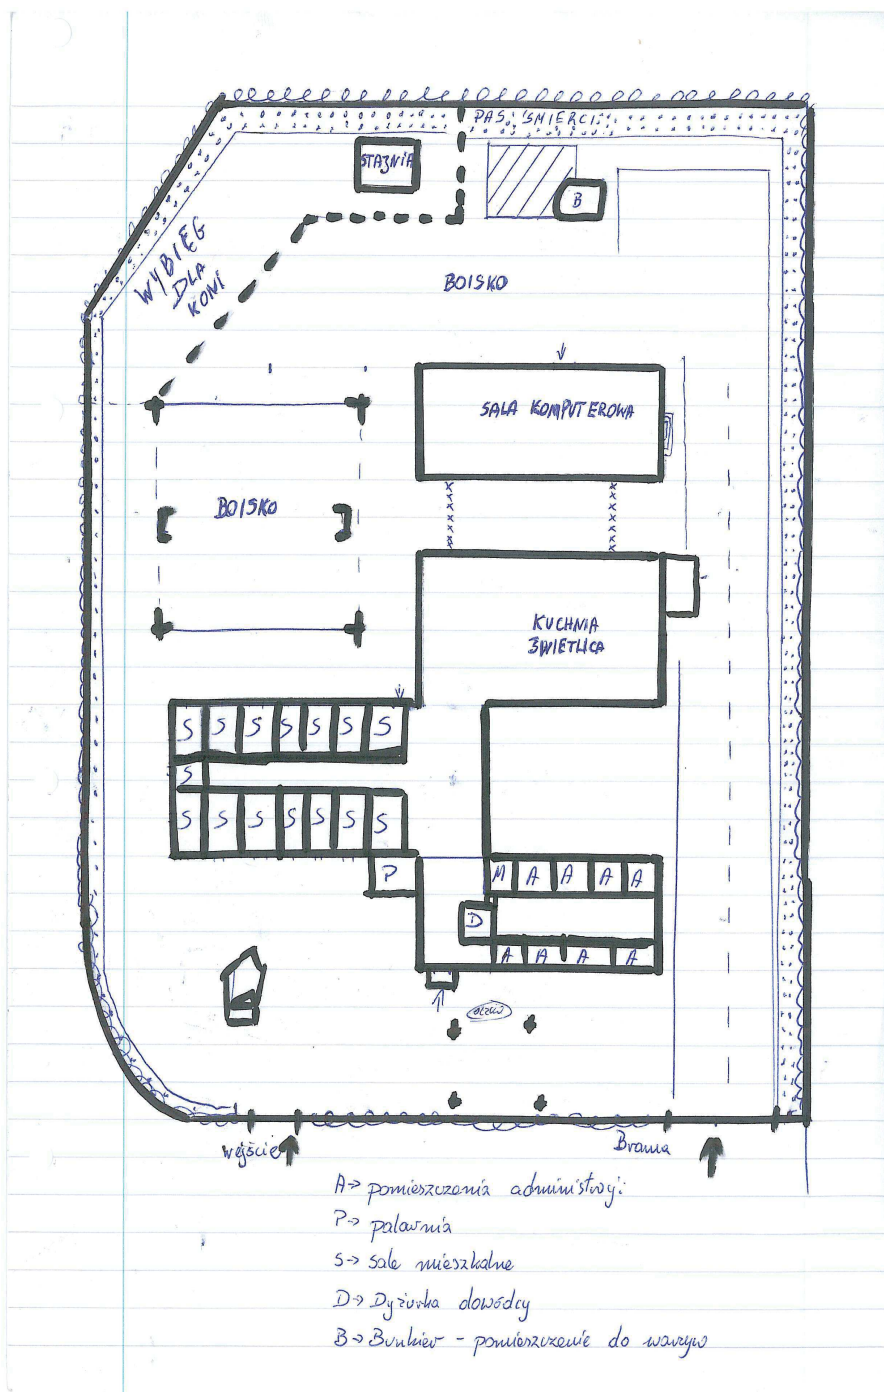 PAS ŚMIERCI
STAJNIA
B
WYBIEG
DLA
KONI
BOISKO
SALA KOMPUTEROWA
BOISKO
KUCHNIA
ŚWIETLICA
S S S S S S S
S
S S S S S S S
P
M A A A A
D
A A A A
oczko
wejście
Brama
A → pomieszczenia administracji
P → palarnia
S → sale mieszkalne
D → Dyżurka dowódcy
B → Bunkier - pomieszczenie do warzyw